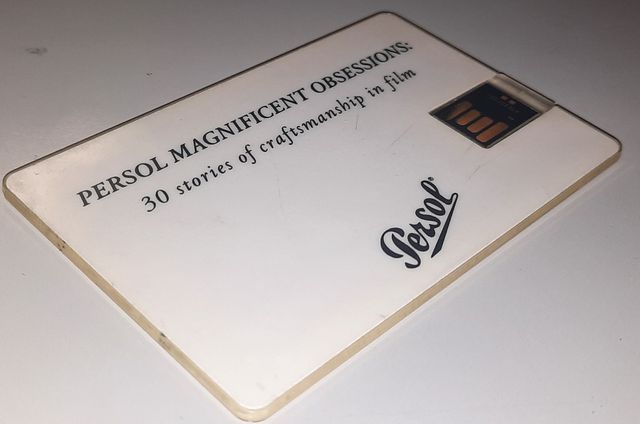 PERSOL MAGNIFICENT OBSESSIONS:
30 stories of craftsmanship in film
Persol®